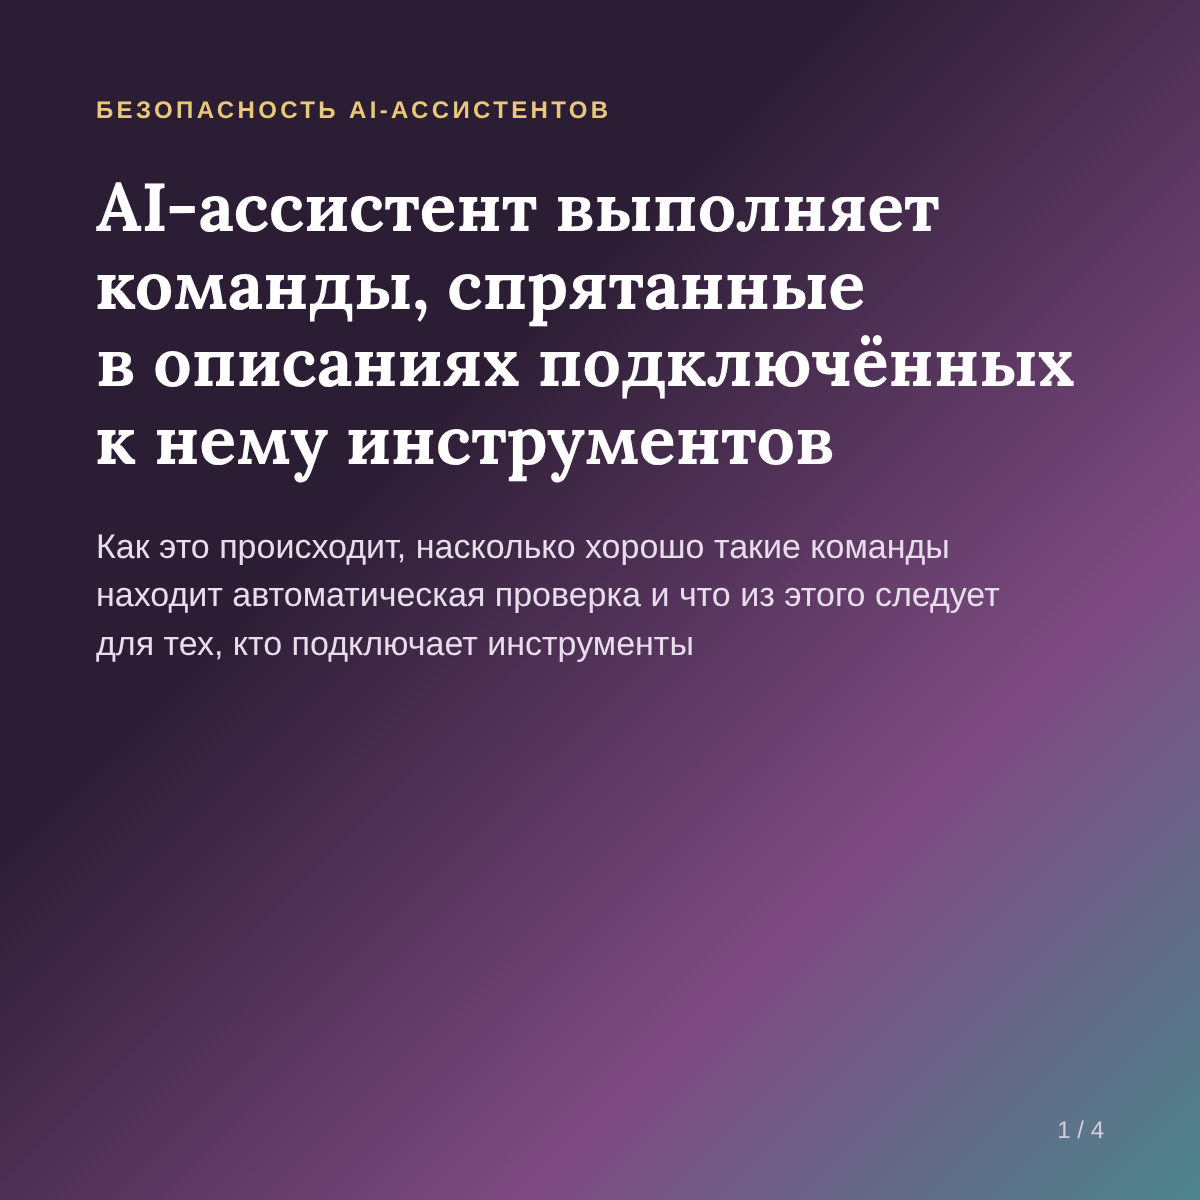 БЕЗОПАСНОСТЬ AI-АССИСТЕНТОВ
AI-ассистент выполняет
команды, спрятанные
в описаниях подключённых
к нему инструментов
Как это происходит, насколько хорошо такие команды
находит автоматическая проверка и что из этого следует
для тех, кто подключает инструменты
1 / 4